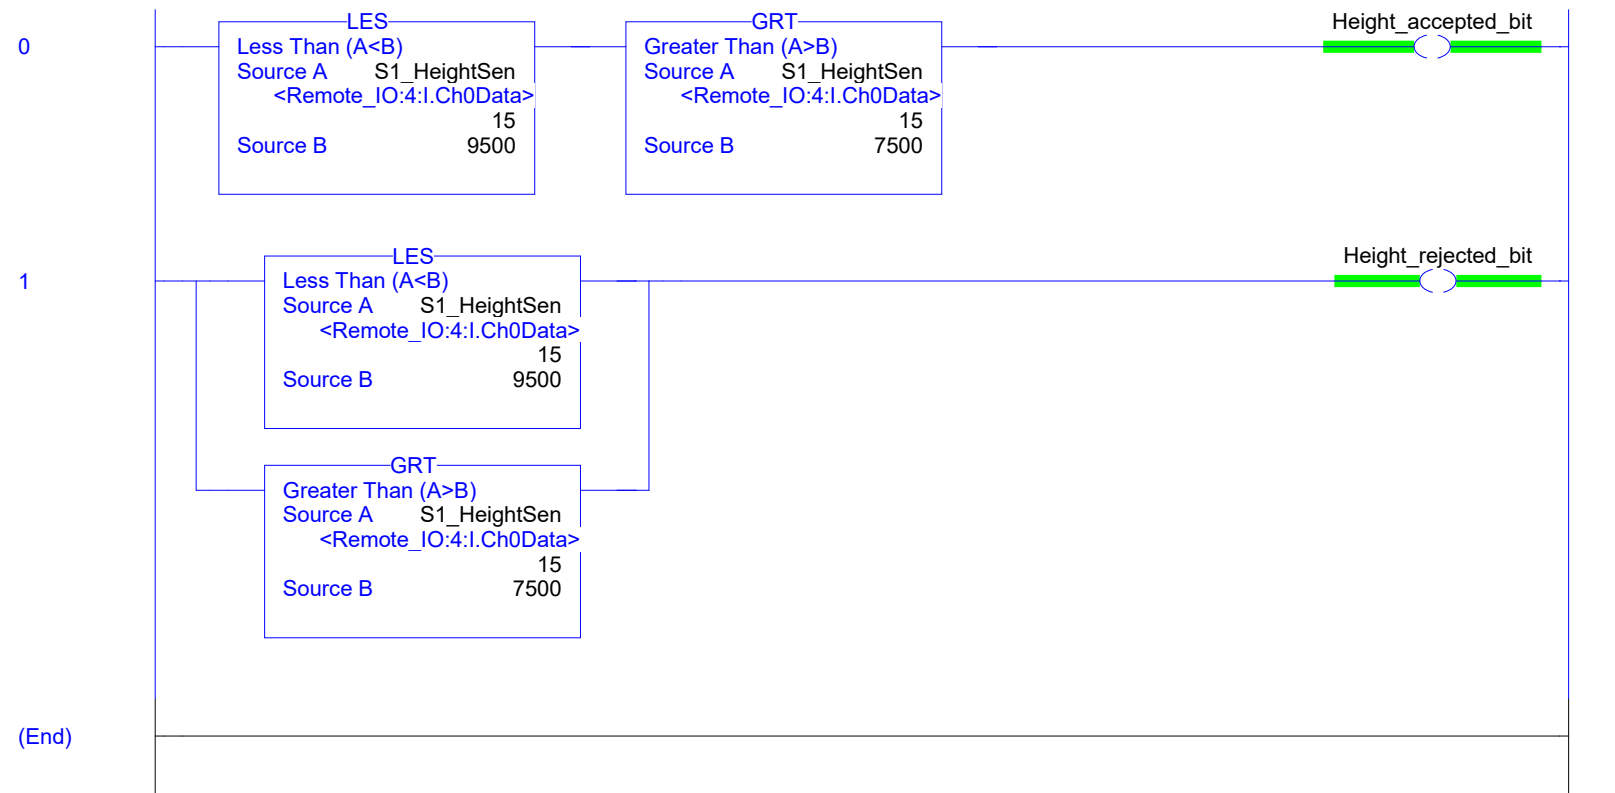 LES
GRT
Height_accepted_bit
0
Less Than (A<B)
Greater Than (A>B)
Source A S1_HeightSen
Source A S1_HeightSen
<Remote_IO:4:I.Ch0Data>
<Remote_IO:4:I.Ch0Data>
15
15
Source B 9500
Source B 7500
LES
Height_rejected_bit
1
Less Than (A<B)
Source A S1_HeightSen
<Remote_IO:4:I.Ch0Data>
15
Source B 9500
GRT
Greater Than (A>B)
Source A S1_HeightSen
<Remote_IO:4:I.Ch0Data>
15
Source B 7500
(End)